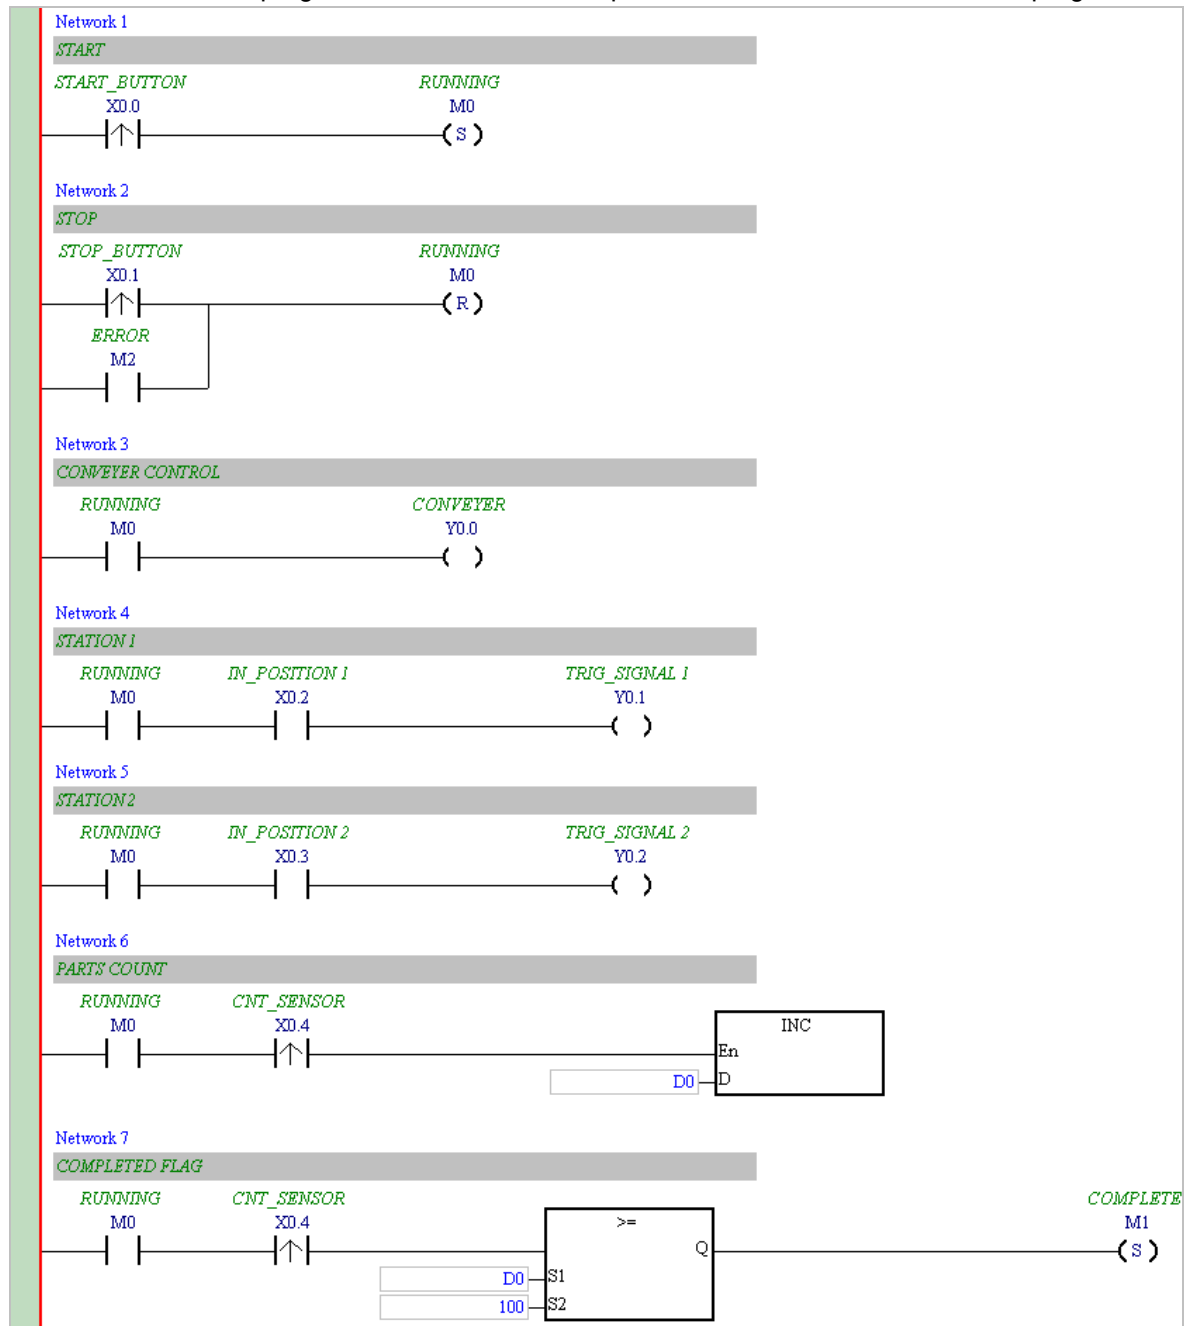 Network 1
START
START_BUTTON RUNNING
X0.0 M0
S
Network 2
STOP
STOP_BUTTON RUNNING
X0.1 M0
R
ERROR
M2
Network 3
CONVEYER CONTROL
RUNNING CONVEYER
M0 Y0.0
Network 4
STATION 1
RUNNING IN_POSITION 1 TRIG_SIGNAL 1
M0 X0.2 Y0.1
Network 5
STATION2
RUNNING IN_POSITION 2 TRIG_SIGNAL 2
M0 X0.3 Y0.2
Network 6
PARTS COUNT
RUNNING CNT_SENSOR
M0 X0.4 INC
En
D0 D
Network 7
COMPLETED FLAG
RUNNING CNT_SENSOR COMPLETE
M0 X0.4 >= M1
Q S
D0 S1
100 S2